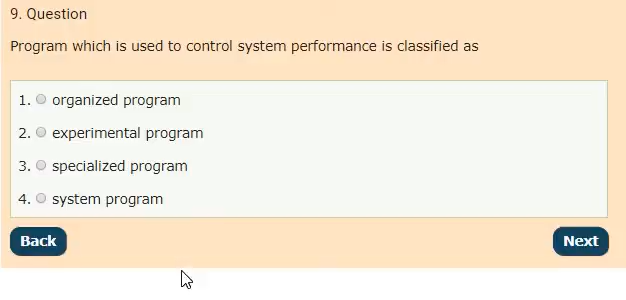 9. Question
Program which is used to control system performance is classified as
1. organized program
2. experimental program
3. specialized program
4. system program
Back Next